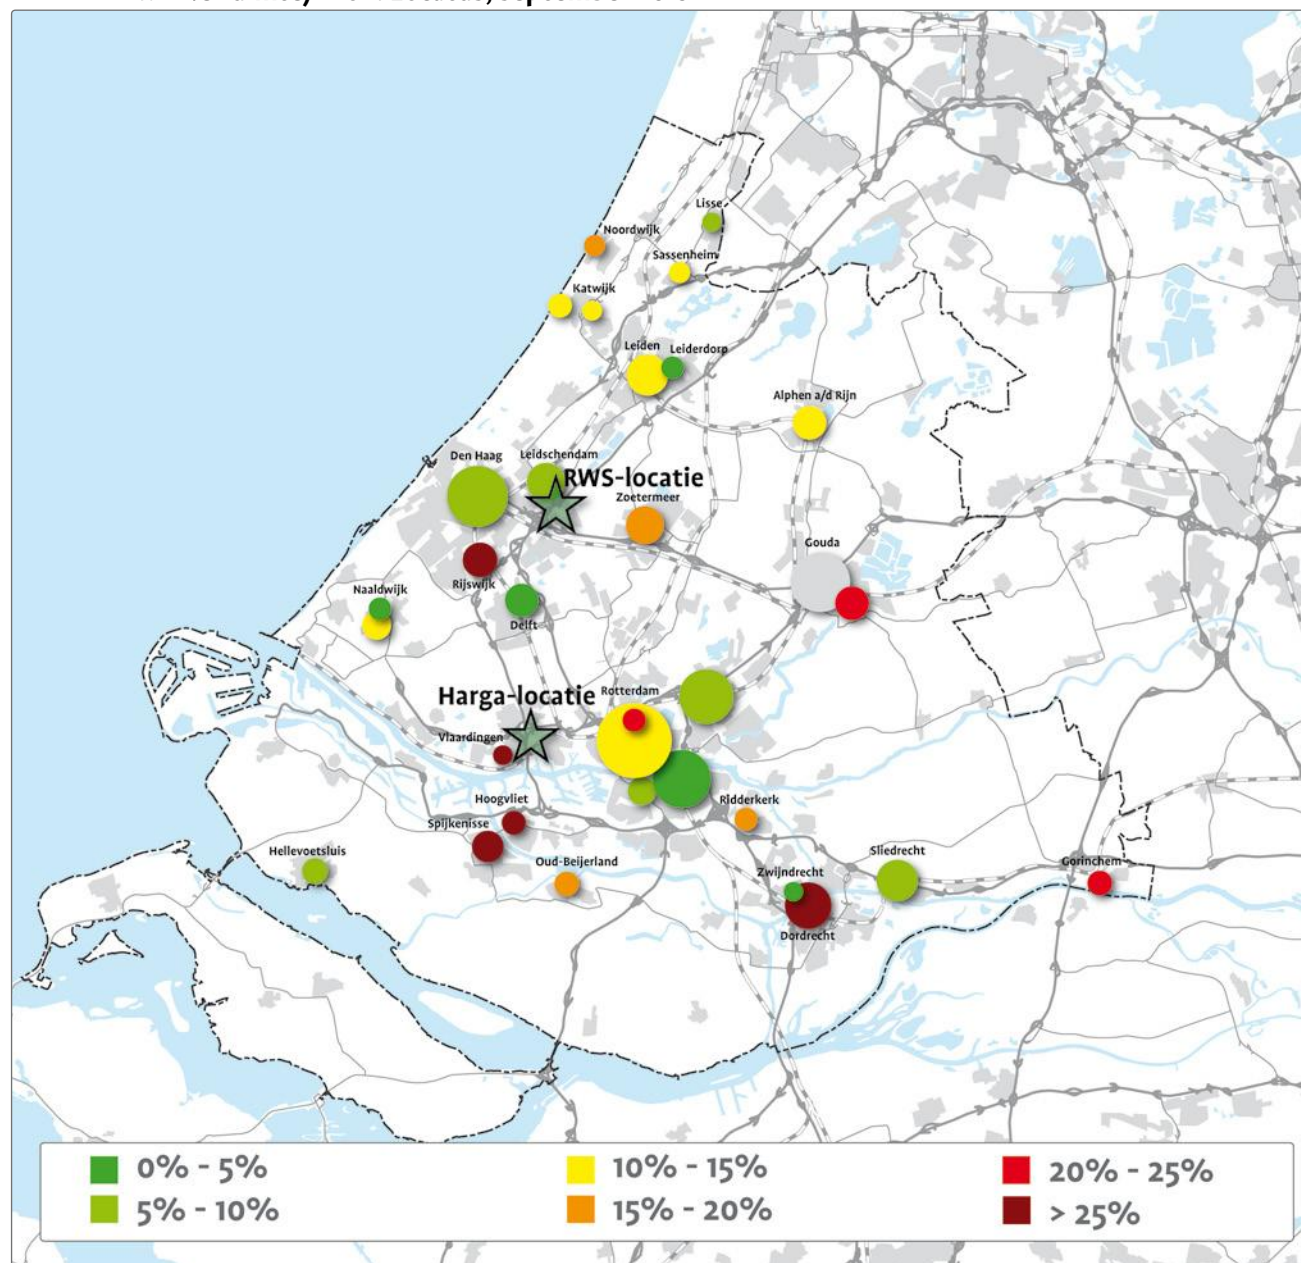 Lisse
Noordwijk
Sassenheim
Katwijk
Leiden
Leiderdorp
Alphen a/d Rijn
Den Haag
Leidschendam
RWS-locatie
Zoetermeer
Gouda
Rijswijk
Naaldwijk
Delft
Harga-locatie
Rotterdam
Vlaardingen
Hoogvliet
Ridderkerk
Spijkenisse
Hellevoetsluis
Oud-Beijerland
Sliedrecht
Zwijndrecht
Gorinchem
Dordrecht
0% - 5%
10% - 15%
20% - 25%
5% - 10%
15% - 20%
> 25%